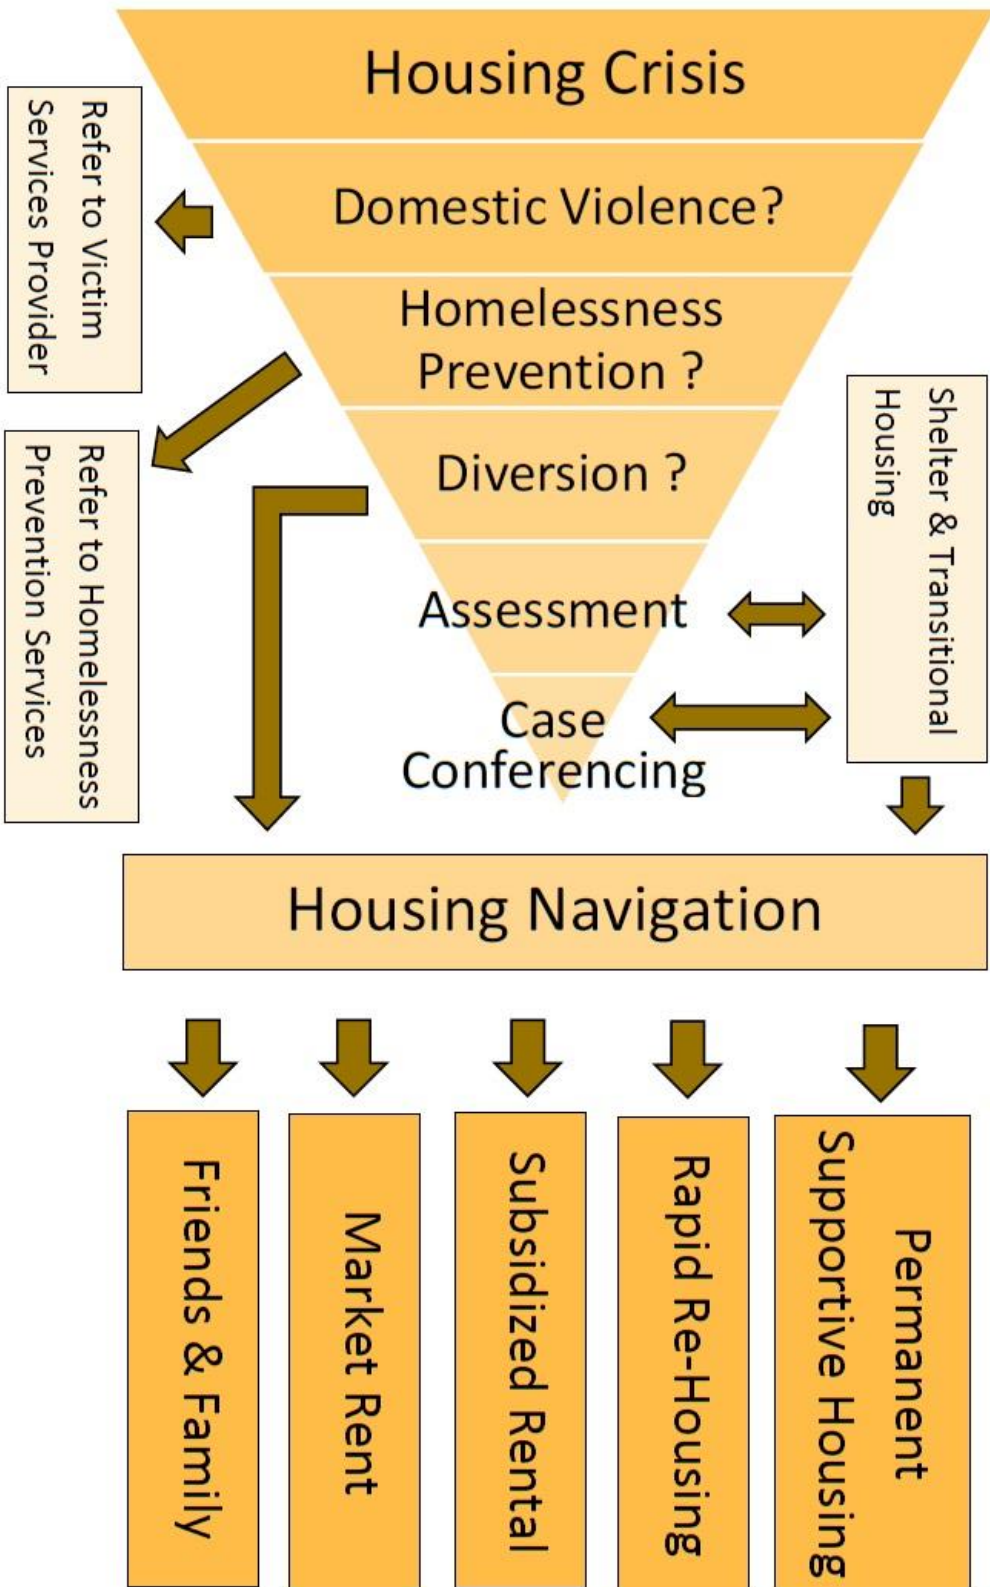 Housing Crisis
Domestic Violence?
Homelessness
Prevention ?
Diversion ?
Assessment
Case
Conferencing
Refer to Victim
Services Provider
Refer to Homelessness
Prevention Services
Shelter & Transitional
Housing
Housing Navigation
Friends & Family
Market Rent
Subsidized Rental
Rapid Re-Housing
Permanent
Supportive Housing